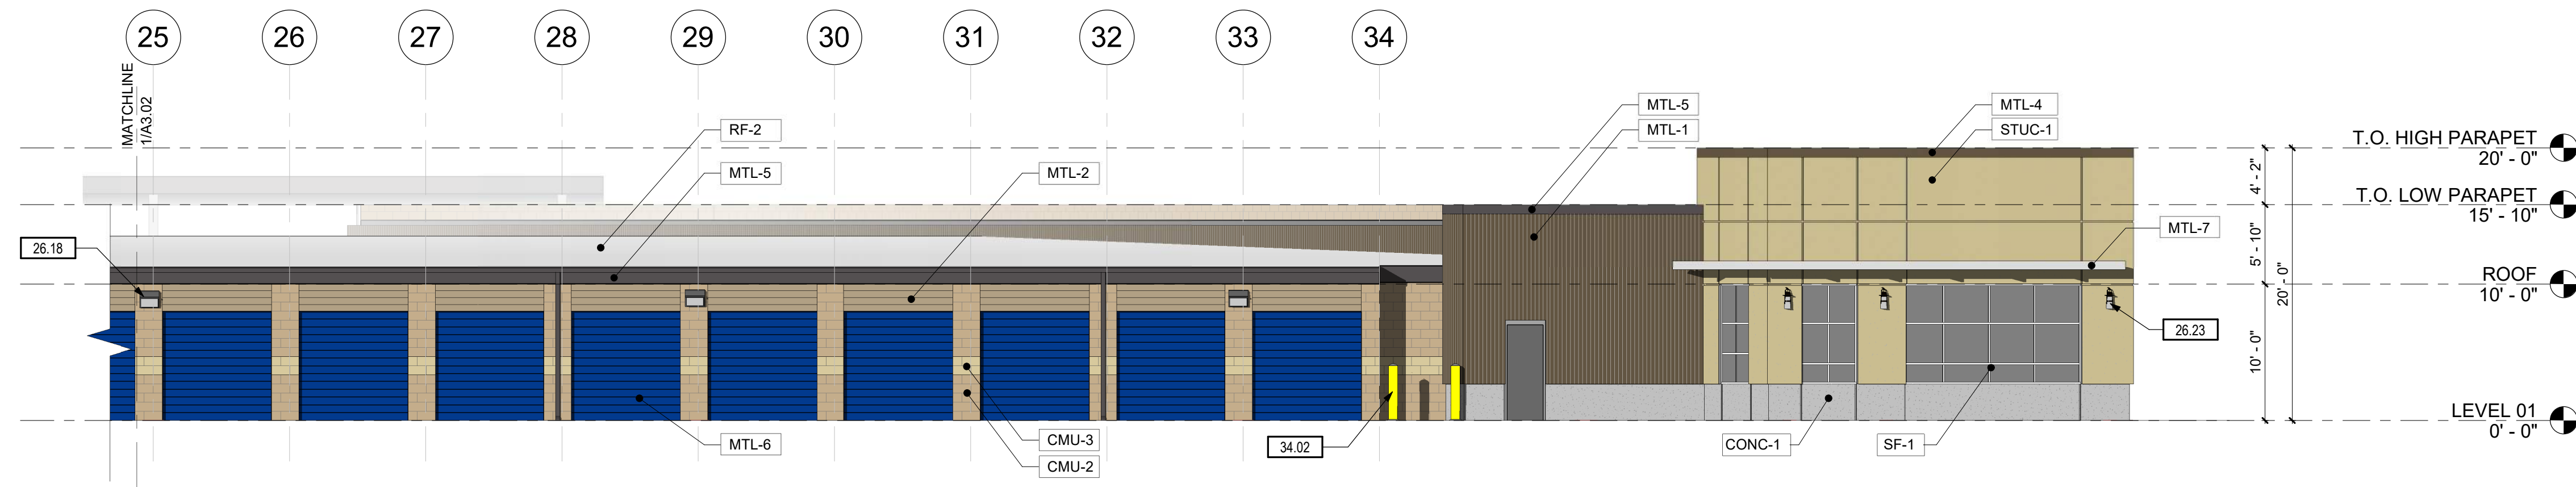 25 26 27 28 29 30 31 32 33 34
MATCHLINE
1/A3.02
RF-2
MTL-5
MTL-2
MTL-5
MTL-1
MTL-4
STUC-1
MTL-7
26.18
26.23
MTL-6
CMU-3
CMU-2
34.02
CONC-1
SF-1
4' - 2"
5' - 10"
10' - 0"
20' - 0"
T.O. HIGH PARAPET
20' - 0"
T.O. LOW PARAPET
15' - 10"
ROOF
10' - 0"
LEVEL 01
0' - 0"